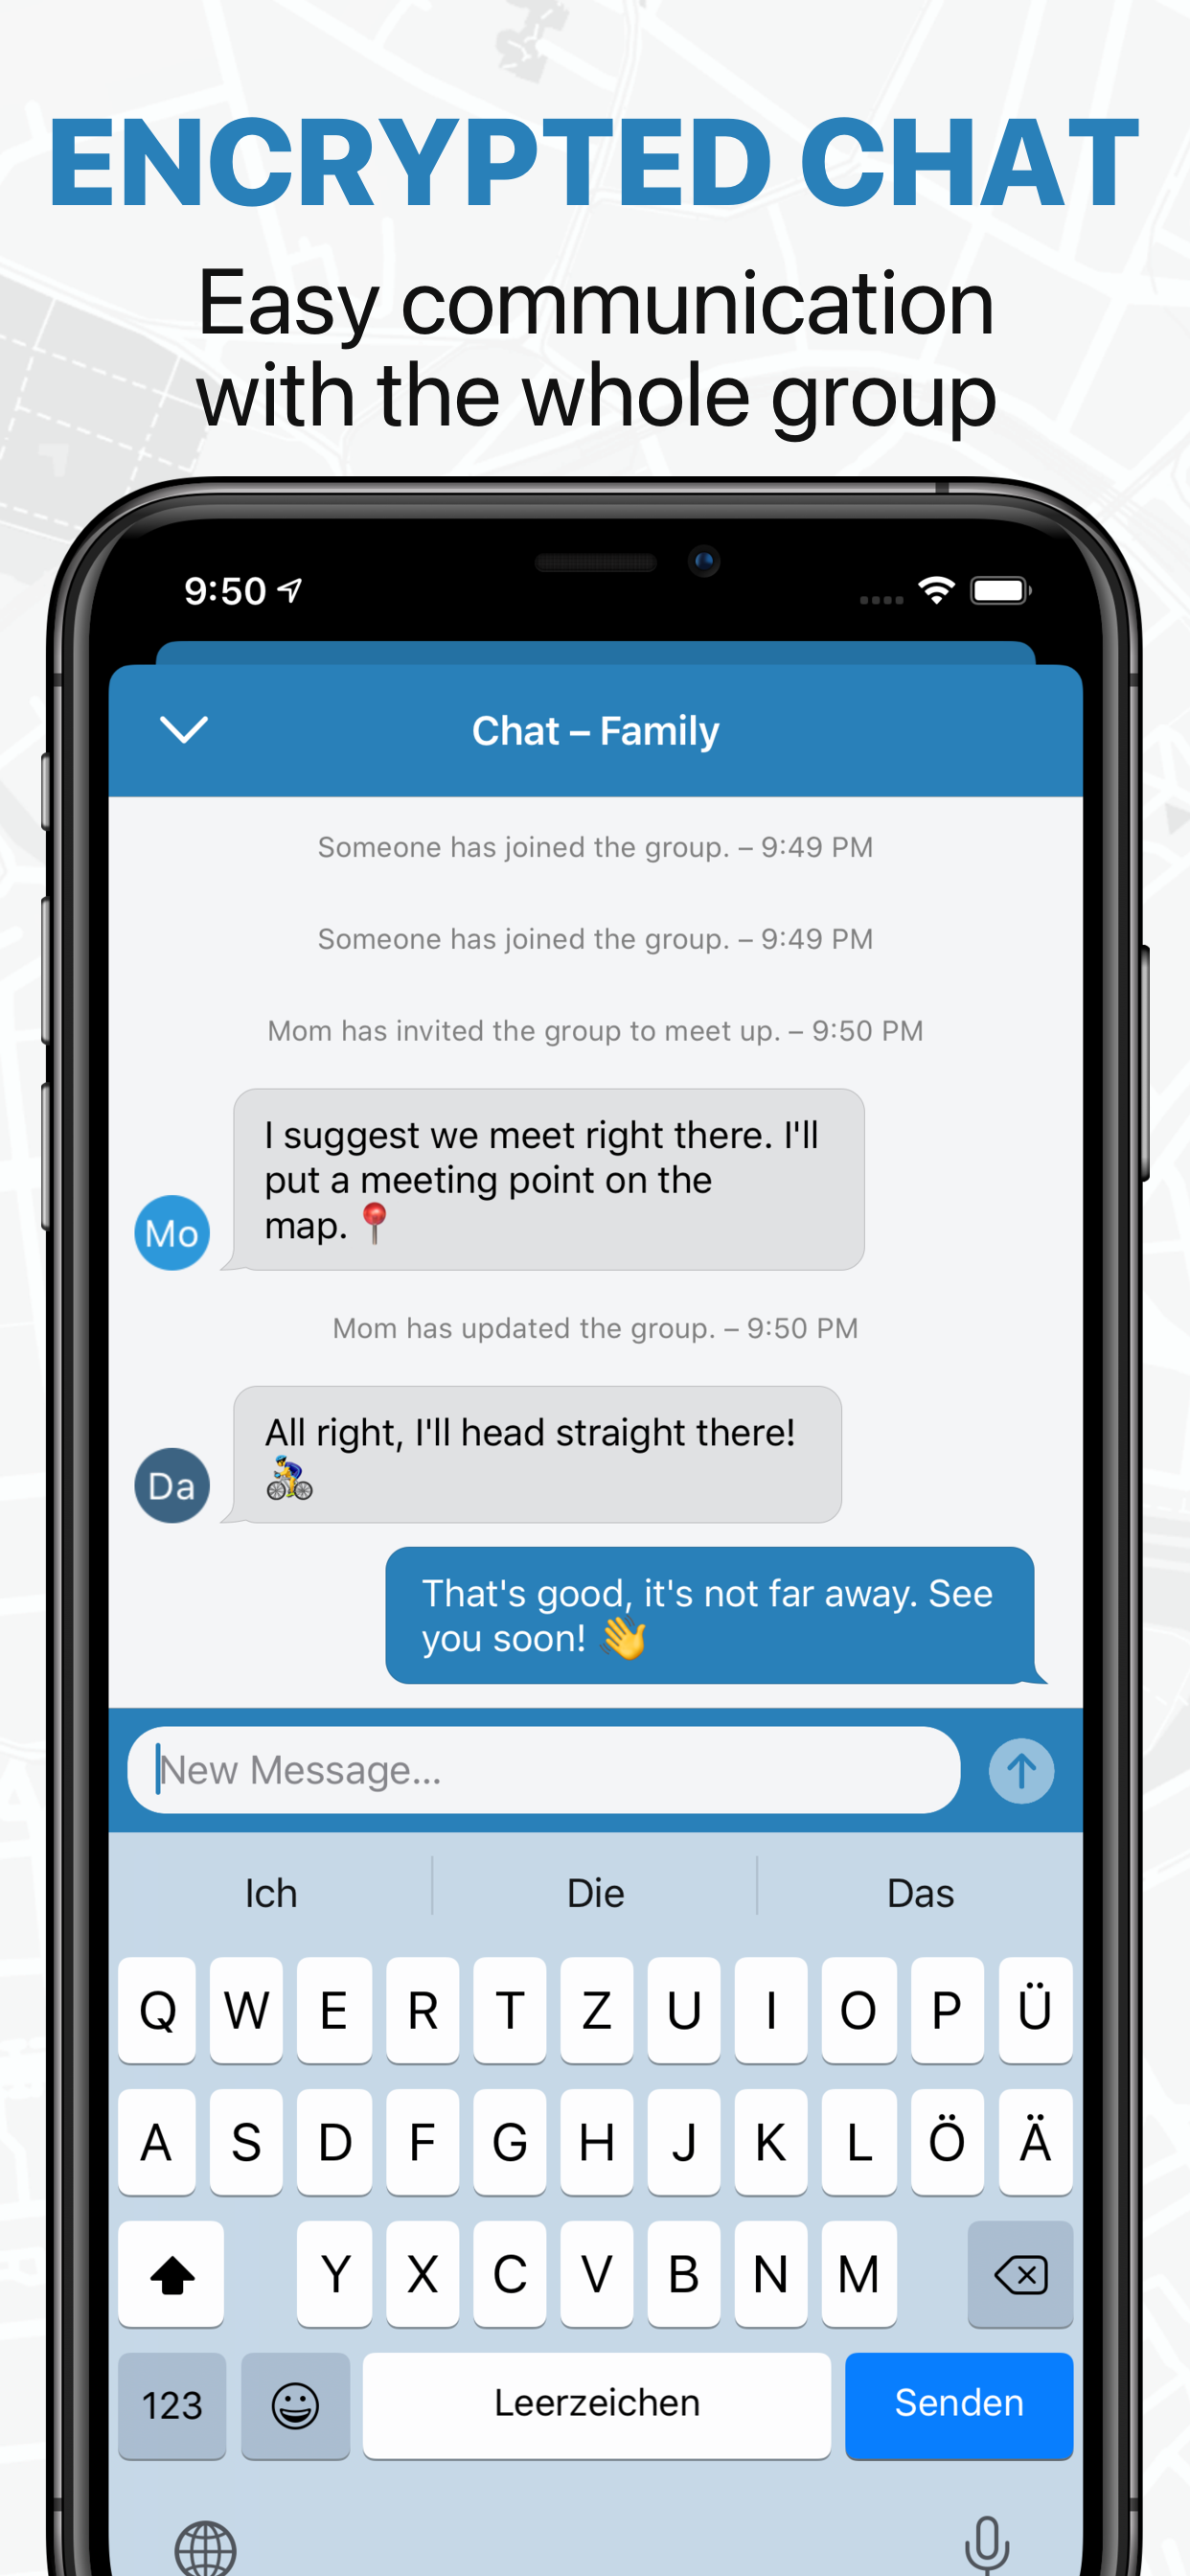 ENCRYPTED CHAT
Easy communication
with the whole group
9:50
Chat – Family
Someone has joined the group. – 9:49 PM
Someone has joined the group. – 9:49 PM
Mom has invited the group to meet up. – 9:50 PM
I suggest we meet right there. I'll
put a meeting point on the
map. 📍
Mo
Mom has updated the group. – 9:50 PM
All right, I'll head straight there!
🚴
Da
That's good, it's not far away. See
you soon! 👋
New Message...
Ich Die Das
Q W E R T Z U I O P Ü
A S D F G H J K L Ö Ä
Y X C V B N M
123 Leerzeichen Senden